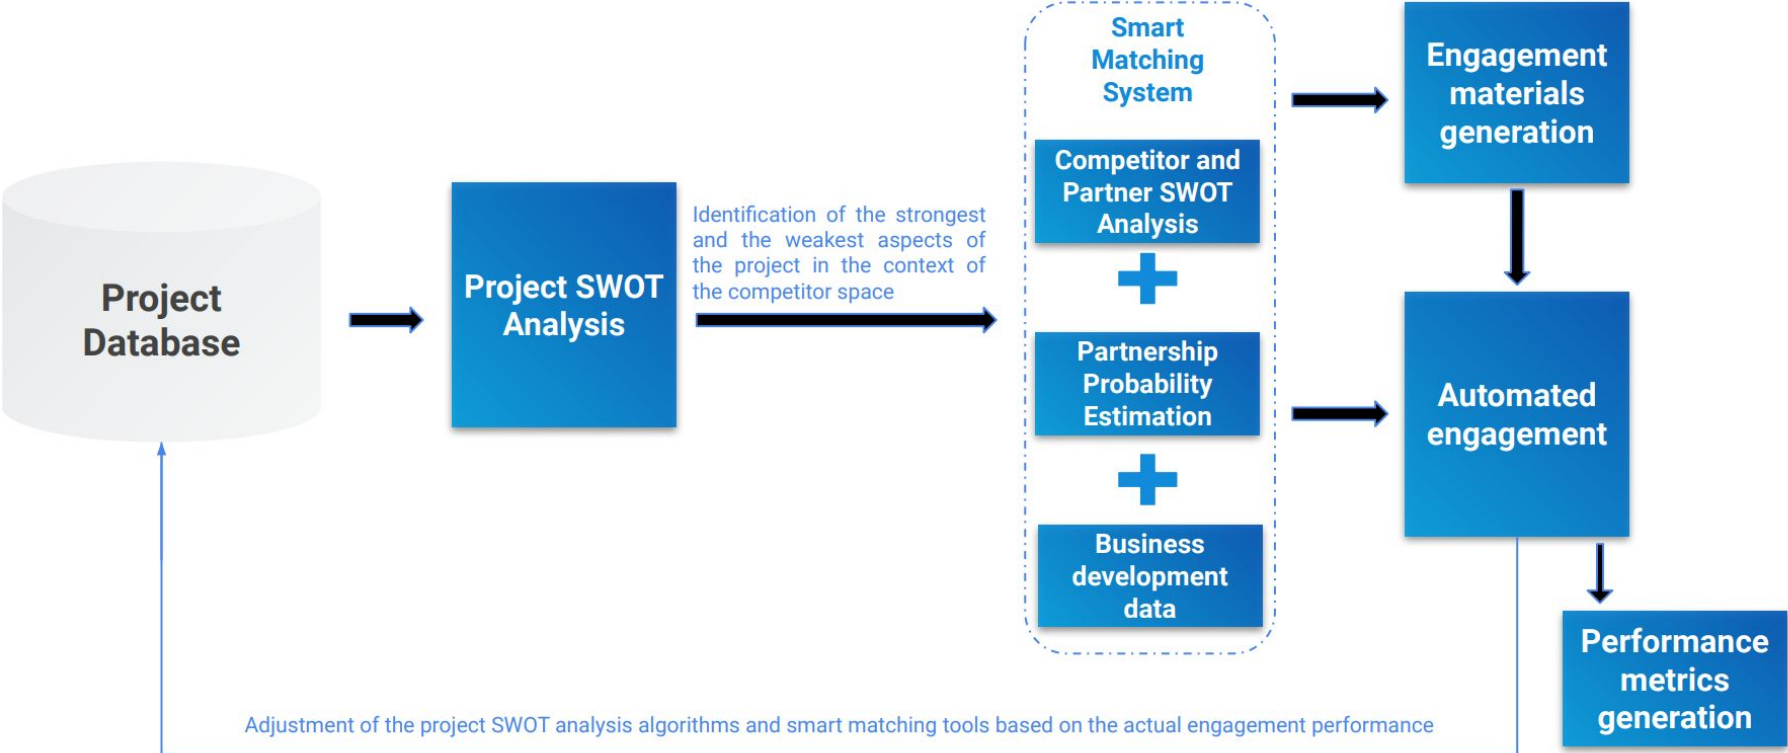 Project
Database
Project SWOT
Analysis
Identification of the strongest
and the weakest aspects of
the project in the context of
the competitor space
Smart
Matching
System
Competitor and
Partner SWOT
Analysis
Partnership
Probability
Estimation
Business
development
data
Engagement
materials
generation
Automated
engagement
Performance
metrics
generation
Adjustment of the project SWOT analysis algorithms and smart matching tools based on the actual engagement performance